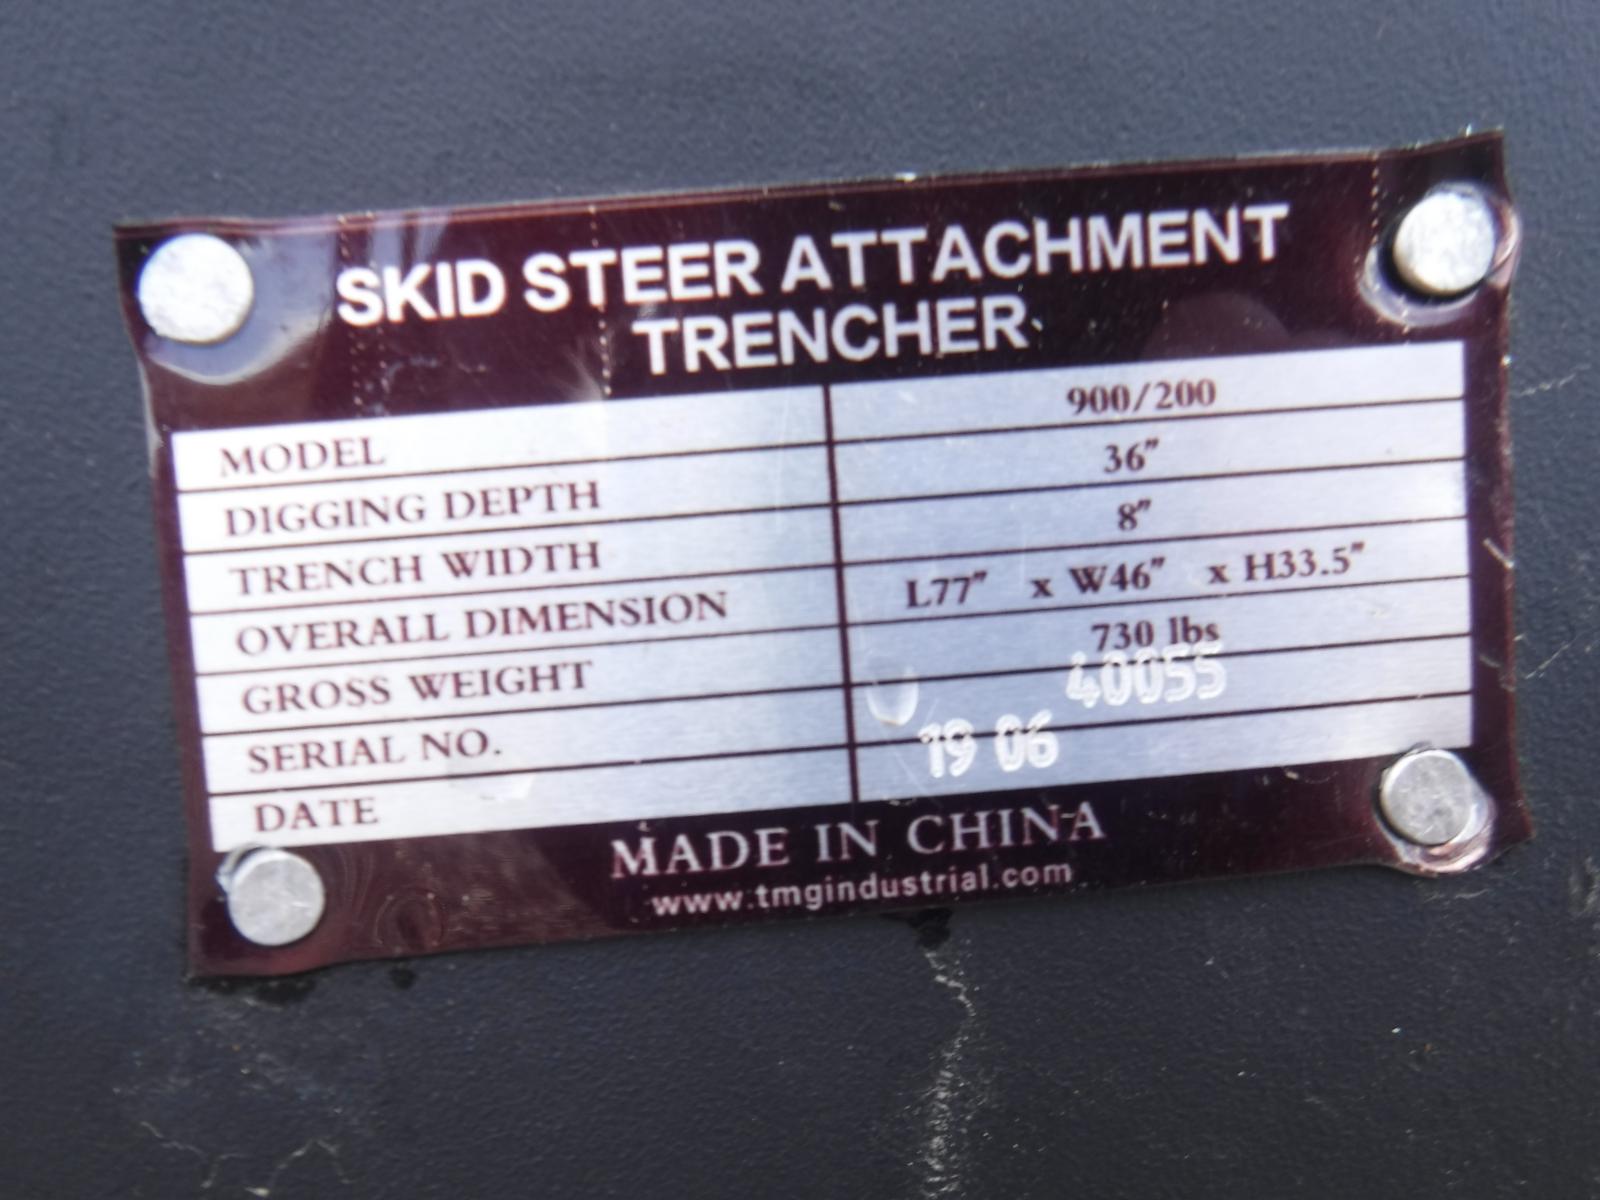 SKID STEER ATTACHMENT
TRENCHER
MODEL 900/200
DIGGING DEPTH 36″
TRENCH WIDTH 8″
OVERALL DIMENSION L77″ x W46″ x H33.5″
GROSS WEIGHT 730 lbs
SERIAL NO. 40055
DATE 19 06
MADE IN CHINA
www.tmgindustrial.com